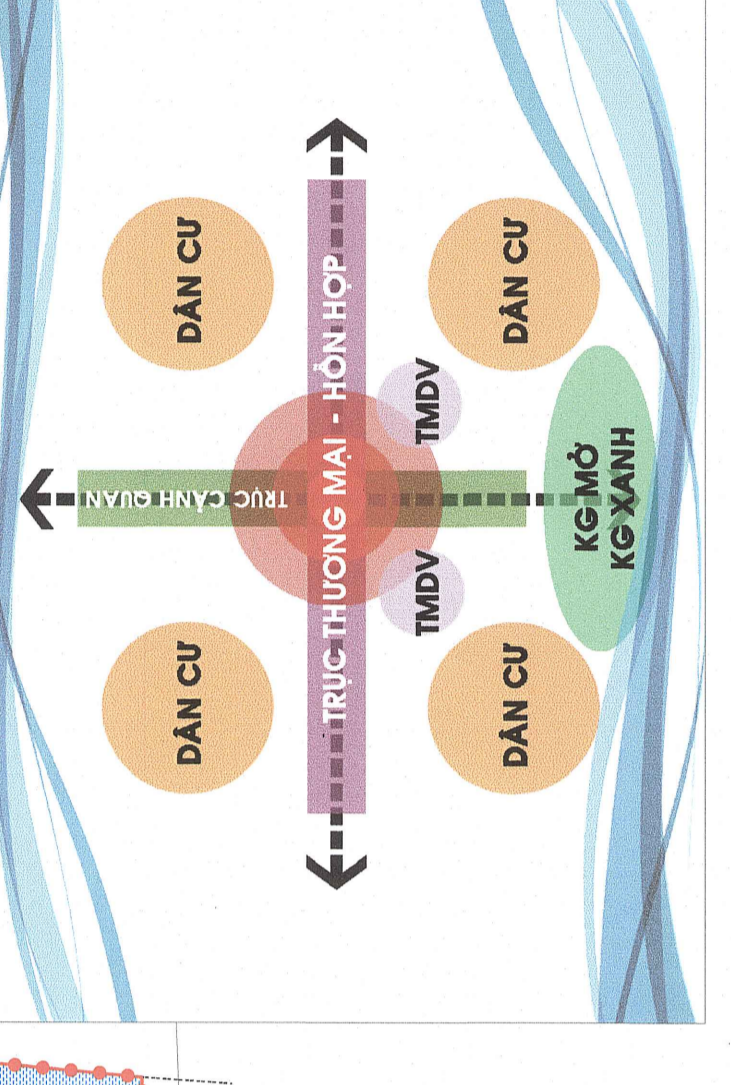 DÂN CƯ
TRỤC CẢNH QUAN
DÂN CƯ
TRỤC THƯƠNG MẠI - HỖN HỢP
TMDV
TMDV
DÂN CƯ
DÂN CƯ
KG MỞ
KG XANH